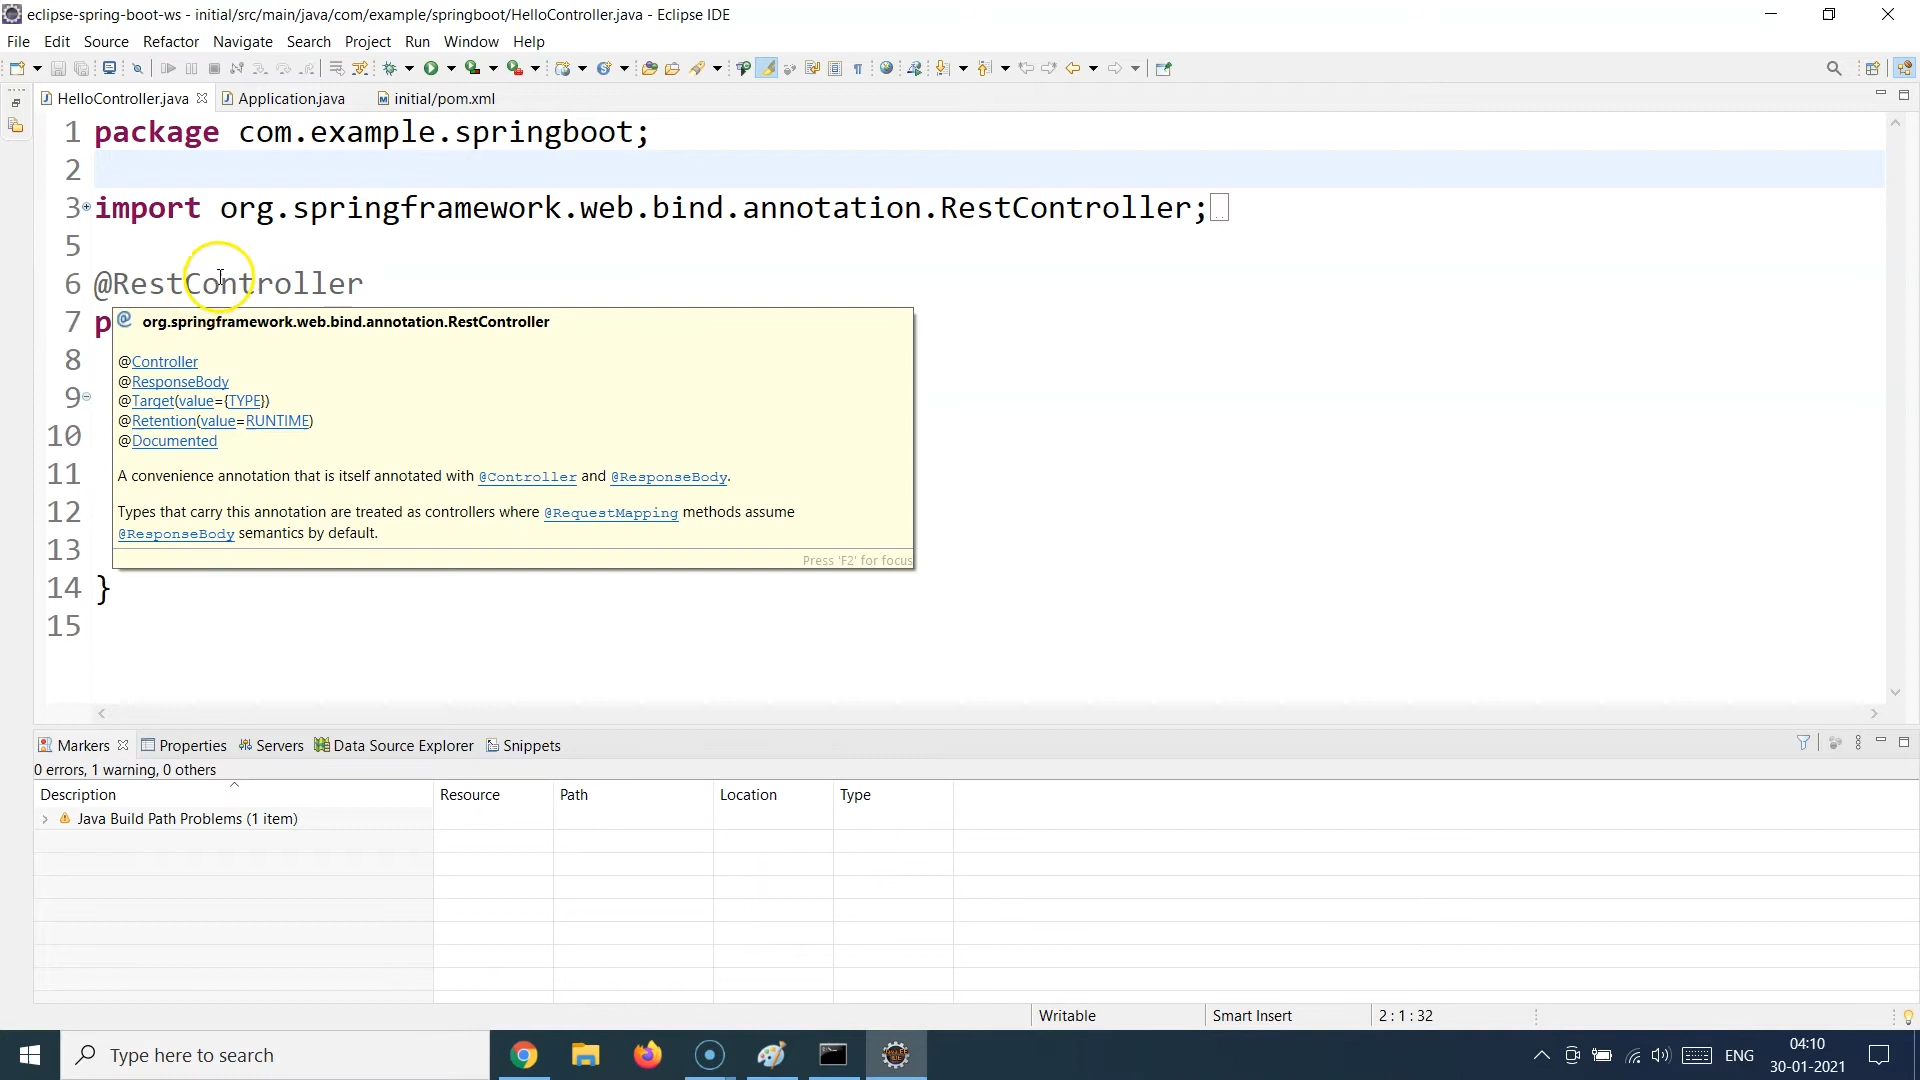 eclipse-spring-boot-ws - initial/src/main/java/com/example/springboot/HelloController.java - Eclipse IDE
File Edit Source Refactor Navigate Search Project Run Window Help
HelloController.java Application.java initial/pom.xml
1 package com.example.springboot;
2
3 import org.springframework.web.bind.annotation.RestController;
5
6 @RestController
7 p
org.springframework.web.bind.annotation.RestController
8 @Controller
@ResponseBody
9 @Target(value={TYPE})
@Retention(value=RUNTIME)
10 @Documented
11 A convenience annotation that is itself annotated with @Controller and @ResponseBody.
12 Types that carry this annotation are treated as controllers where @RequestMapping methods assume
@ResponseBody semantics by default.
13
Press 'F2' for focus
14 }
15
Markers Properties Servers Data Source Explorer Snippets
0 errors, 1 warning, 0 others
Description Resource Path Location Type
Java Build Path Problems (1 item)
Writable Smart Insert 2 : 1 : 32
Type here to search
ENG
04:10
30-01-2021